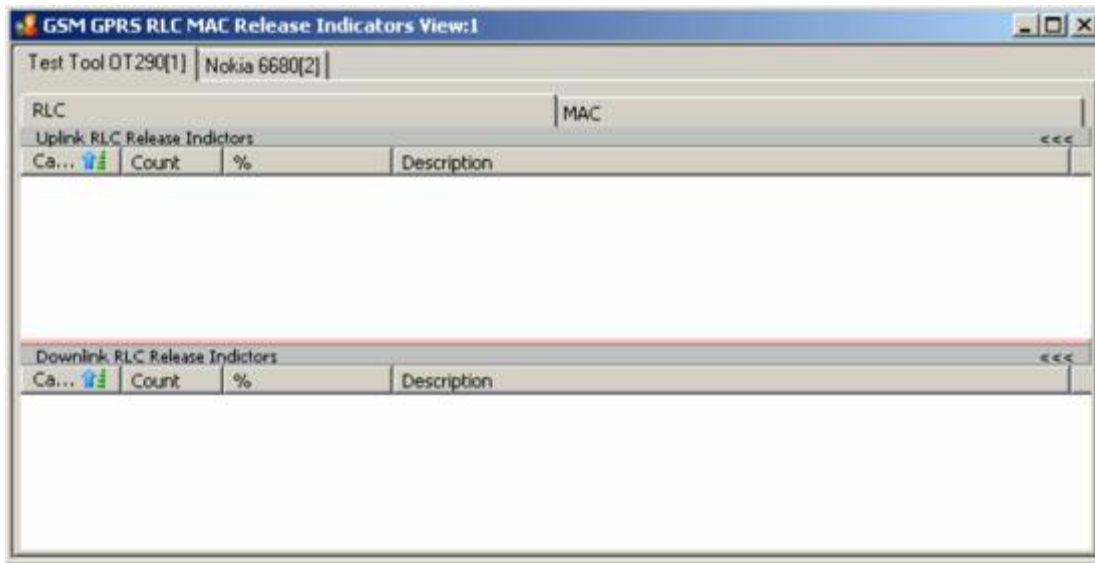 GSM GPRS RLC MAC Release Indicators View:1
Test Tool OT290[1] Nokia 6680[2]
RLC MAC
Uplink RLC Release Indictors <<<
Ca... Count % Description
Downlink RLC Release Indictors <<<
Ca... Count % Description